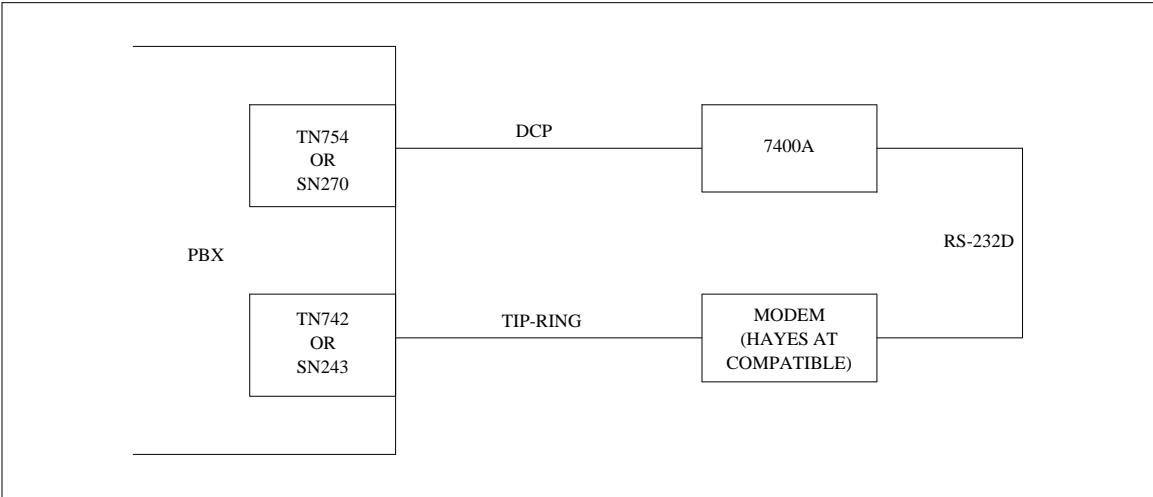 TN754
OR
SN270
DCP
7400A
PBX
RS-232D
TN742
OR
SN243
TIP-RING
MODEM
(HAYES AT
COMPATIBLE)